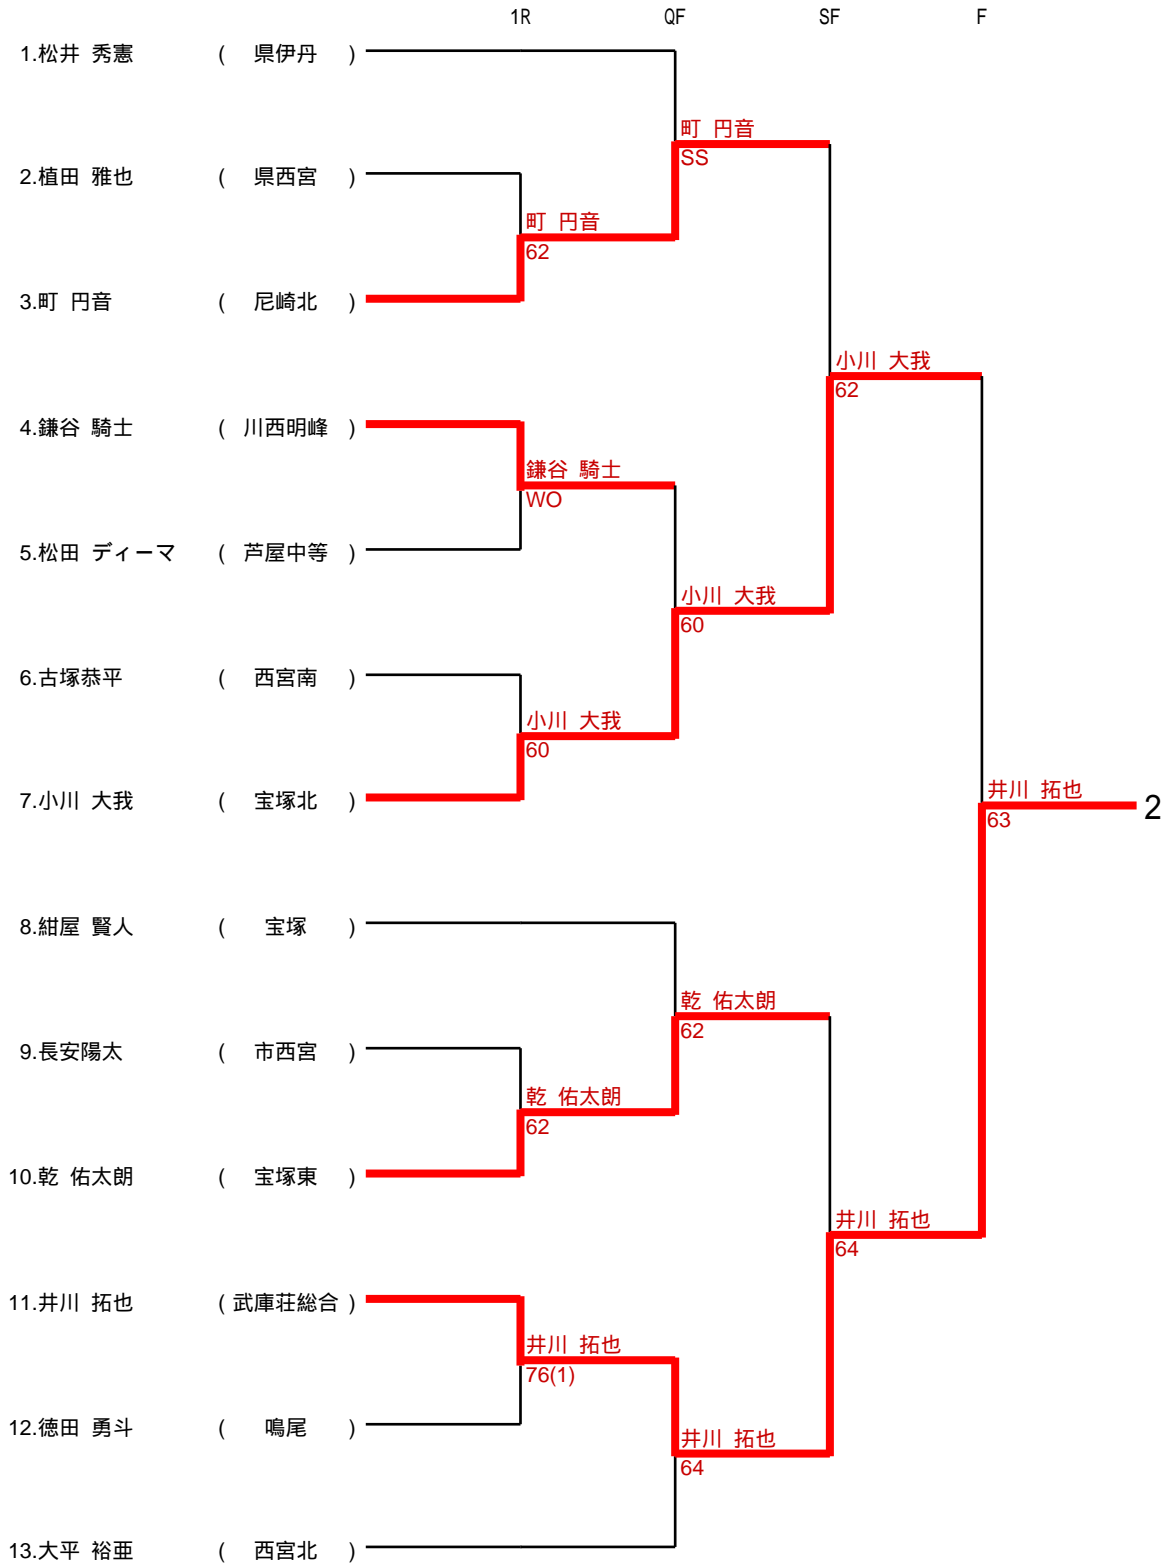 1R QF SF F
1.松井 秀憲 ( 県伊丹 )
町 円音
SS
2.植田 雅也 ( 県西宮 )
町 円音
62
3.町 円音 ( 尼崎北 )
小川 大我
62
4.鎌谷 騎士 ( 川西明峰 )
鎌谷 騎士
WO
5.松田 ディーマ ( 芦屋中等 )
小川 大我
60
6.古塚恭平 ( 西宮南 )
小川 大我
60
7.小川 大我 ( 宝塚北 )
井川 拓也
63
2
8.紺屋 賢人 ( 宝塚 )
乾 佑太朗
62
9.長安陽太 ( 市西宮 )
乾 佑太朗
62
10.乾 佑太朗 ( 宝塚東 )
井川 拓也
64
11.井川 拓也 ( 武庫荘総合 )
井川 拓也
76(1)
12.徳田 勇斗 ( 鳴尾 )
井川 拓也
64
13.大平 裕亜 ( 西宮北 )